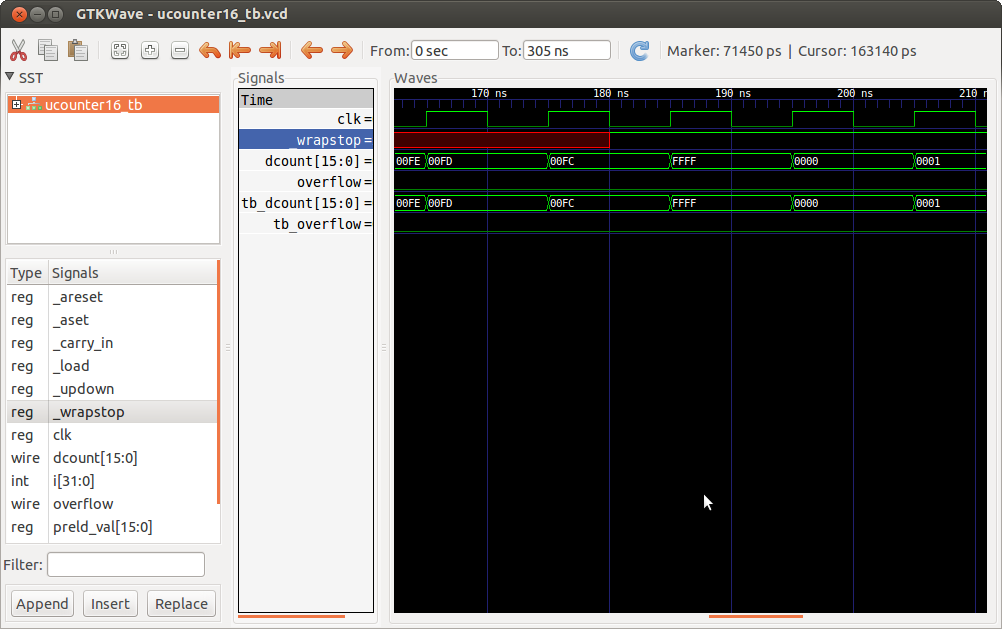 GTKWave - ucounter16_tb.vcd
From: 0 sec To: 305 ns Marker: 71450 ps | Cursor: 163140 ps
SST
ucounter16_tb
Type Signals
reg _areset
reg _aset
reg _carry_in
reg _load
reg _updown
reg _wrapstop
reg clk
wire dcount[15:0]
int i[31:0]
wire overflow
reg preld_val[15:0]
Filter:
Append Insert Replace
Signals
Time
clk =
_wrapstop =
dcount[15:0] =
overflow =
tb_dcount[15:0] =
tb_overflow =
Waves
170 ns 180 ns 190 ns 200 ns 210 n
00FE 00FD 00FC FFFF 0000 0001
00FE 00FD 00FC FFFF 0000 0001